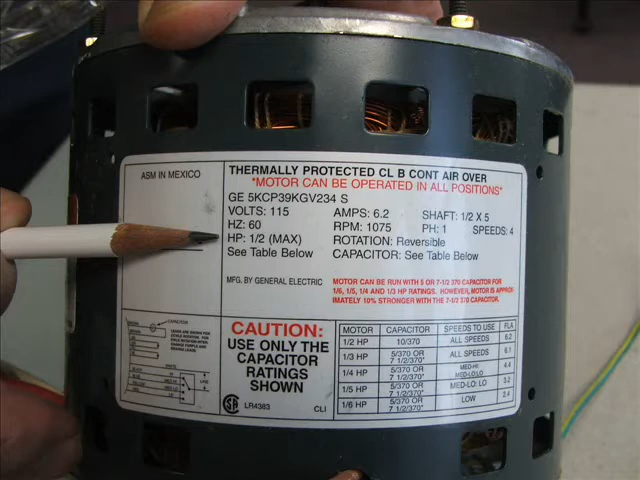 ASM IN MEXICO
THERMALLY PROTECTED CL B CONT AIR OVER
*MOTOR CAN BE OPERATED IN ALL POSITIONS*
GE 5KCP39KGV234 S
VOLTS: 115 AMPS: 6.2 SHAFT: 1/2 X 5
HZ: 60 RPM: 1075 PH: 1 SPEEDS: 4
HP: 1/2 (MAX) ROTATION: Reversible
See Table Below CAPACITOR: See Table Below
MFG. BY GENERAL ELECTRIC
MOTOR CAN BE RUN WITH 5 OR 7-1/2 370 CAPACITOR FOR
1/6, 1/5, 1/4 AND 1/3 HP RATINGS. HOWEVER, MOTOR IS APPROX-
IMATELY 10% STRONGER WITH THE 7-1/2 370 CAPACITOR.
CAPACITOR
CAUTION:
USE ONLY THE
CAPACITOR
RATINGS
SHOWN
LR4383 CLI
MOTOR CAPACITOR SPEEDS TO USE FLA
1/2 HP 10/370 ALL SPEEDS 6.2
1/3 HP 5/370 OR 7 1/2/370* ALL SPEEDS 6.1
1/4 HP 5/370 OR 7 1/2/370* MED-HI: MED-LO:LO 4.4
1/5 HP 5/370 OR 7 1/2/370* MED-LO: LO 3.2
1/6 HP 5/370 OR 7 1/2/370* LOW 2.4